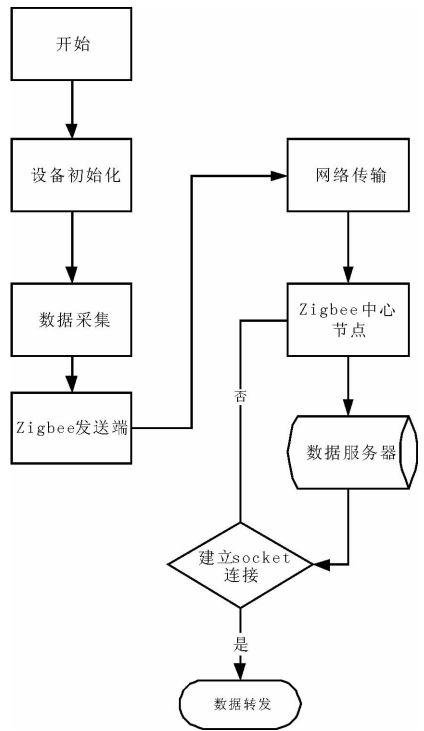 开始
设备初始化
数据采集
Zigbee发送端
网络传输
Zigbee中心
节点
否
数据服务器
建立socket
连接
是
数据转发